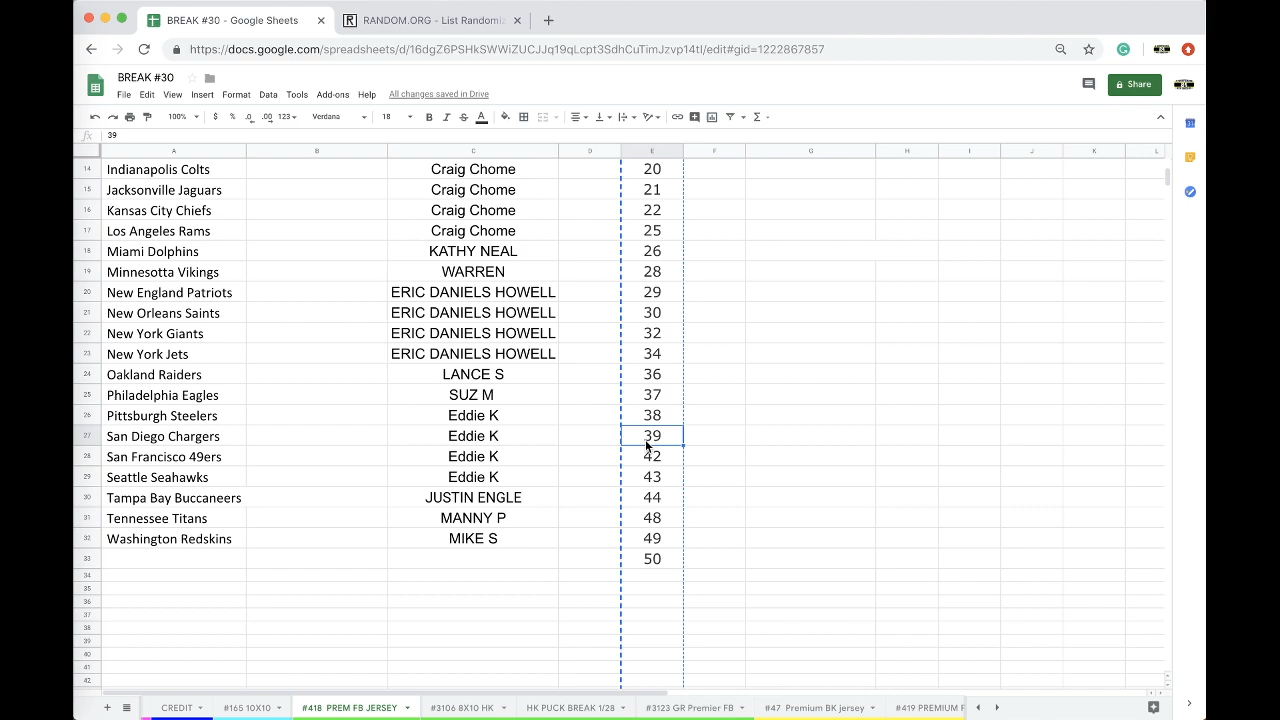 BREAK #30 - Google Sheets × RANDOM.ORG - List Randomiz ×
https://docs.google.com/spreadsheets/d/16dgZ6PSHkSWWiZUCJJq19qLcpt3SdhCuTimJzvp14tI/edit#gid=1222867857
BREAK #30
File Edit View Insert Format Data Tools Add-ons Help All changes saved in Drive Share
100% $ % .0 .00 123 Verdana 18 B I S A
fx 39
A B C D E F G H I J K L
14 Indianapolis Colts Craig Chome 20
15 Jacksonville Jaguars Craig Chome 21
16 Kansas City Chiefs Craig Chome 22
17 Los Angeles Rams Craig Chome 25
18 Miami Dolphins KATHY NEAL 26
19 Minnesotta Vikings WARREN 28
20 New England Patriots ERIC DANIELS HOWELL 29
21 New Orleans Saints ERIC DANIELS HOWELL 30
22 New York Giants ERIC DANIELS HOWELL 32
23 New York Jets ERIC DANIELS HOWELL 34
24 Oakland Raiders LANCE S 36
25 Philadelphia Eagles SUZ M 37
26 Pittsburgh Steelers Eddie K 38
27 San Diego Chargers Eddie K 39
28 San Francisco 49ers Eddie K 42
29 Seattle Seahawks Eddie K 43
30 Tampa Bay Buccaneers JUSTIN ENGLE 44
31 Tennessee Titans MANNY P 48
32 Washington Redskins MIKE S 49
33 50
34
35
36
37
38
39
40
41
42
CREDIT #165 10X10 #418 PREM FB JERSEY #3100 10/10 HK HK PUCK BREAK 1/28 #3123 GR Premier FB #47 Premium BK jersey #419 PREMIUM F